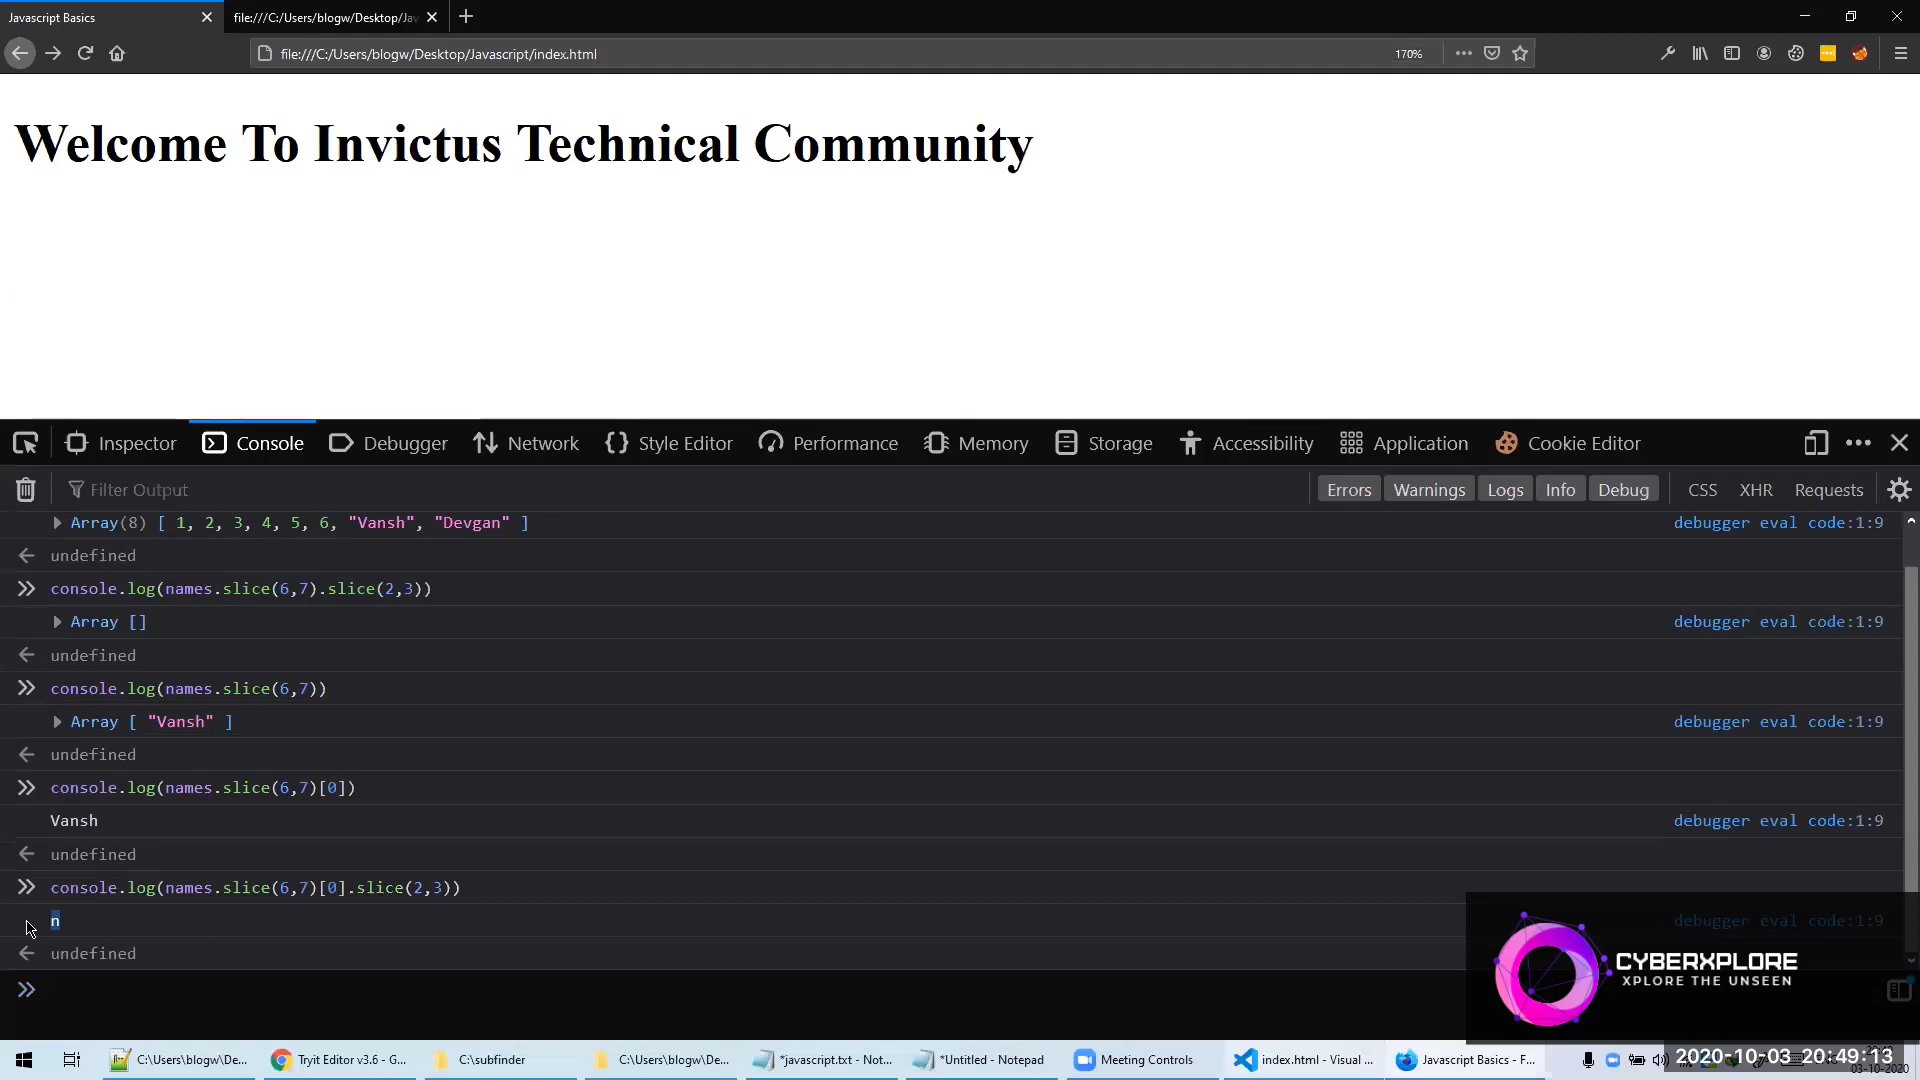 Javascript Basics
file:///C:/Users/blogw/Desktop/Jav
file:///C:/Users/blogw/Desktop/Javascript/index.html
170%
Welcome To Invictus Technical Community
Inspector
Console
Debugger
Network
Style Editor
Performance
Memory
Storage
Accessibility
Application
Cookie Editor
Filter Output
Errors
Warnings
Logs
Info
Debug
CSS
XHR
Requests
Array(8) [ 1, 2, 3, 4, 5, 6, "Vansh", "Devgan" ]
debugger eval code:1:9
undefined
console.log(names.slice(6,7).slice(2,3))
Array []
debugger eval code:1:9
undefined
console.log(names.slice(6,7))
Array [ "Vansh" ]
debugger eval code:1:9
undefined
console.log(names.slice(6,7)[0])
Vansh
debugger eval code:1:9
undefined
console.log(names.slice(6,7)[0].slice(2,3))
n
debugger eval code:1:9
undefined
CYBERXPLORE
XPLORE THE UNSEEN
C:\Users\blogw\De...
Tryit Editor v3.6 - G...
C:\subfinder
C:\Users\blogw\De...
*javascript.txt - Not...
*Untitled - Notepad
Meeting Controls
index.html - Visual ...
Javascript Basics - F...
2020-10-03 20:49:13
03-10-2020